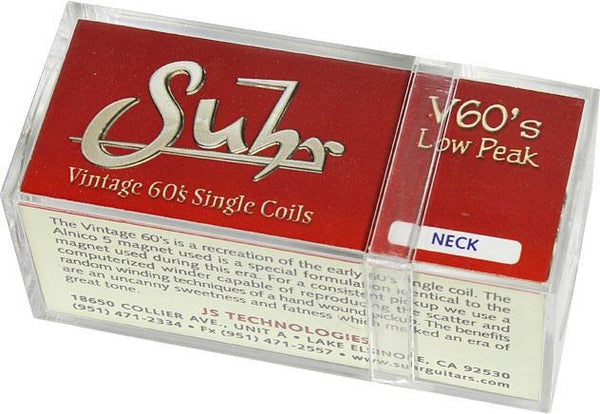 Suhr
Vintage 60's Single Coils
V60's
Low Peak
NECK
The Vintage 60's is a recreation of the early 60's single coil. The
Alnico 5 magnet used is a special formulation identical to the
magnet used during this era. For a consistent pickup we use a
computerized winder capable of reproducing the scatter and
random winding techniques of a hand wound pickup. The benefits
are an uncanny sweetness and fatness which marked an era of
great tone.
JS TECHNOLOGIES
18650 COLLIER AVE., UNIT A • LAKE ELSINORE, CA 92530
(951) 471-2334 • FX (951) 471-2557 • www.suhrguitars.com